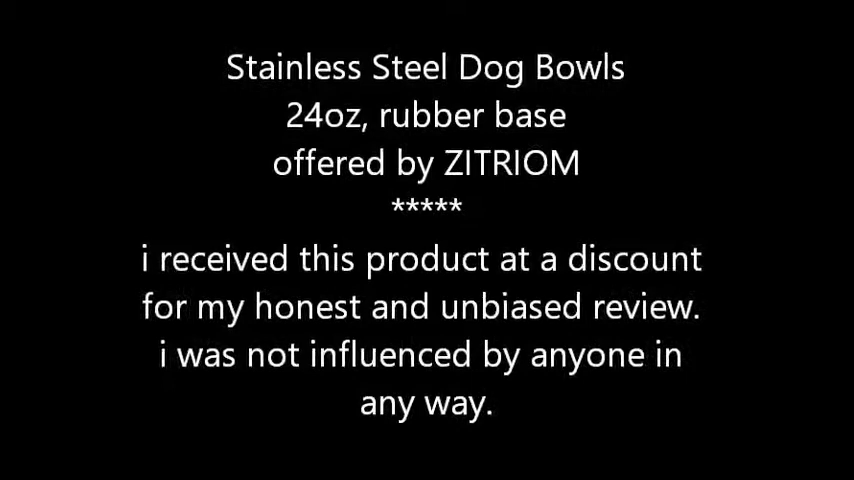 Stainless Steel Dog Bowls
24oz, rubber base
offered by ZITRIOM
*****
i received this product at a discount
for my honest and unbiased review.
i was not influenced by anyone in
any way.